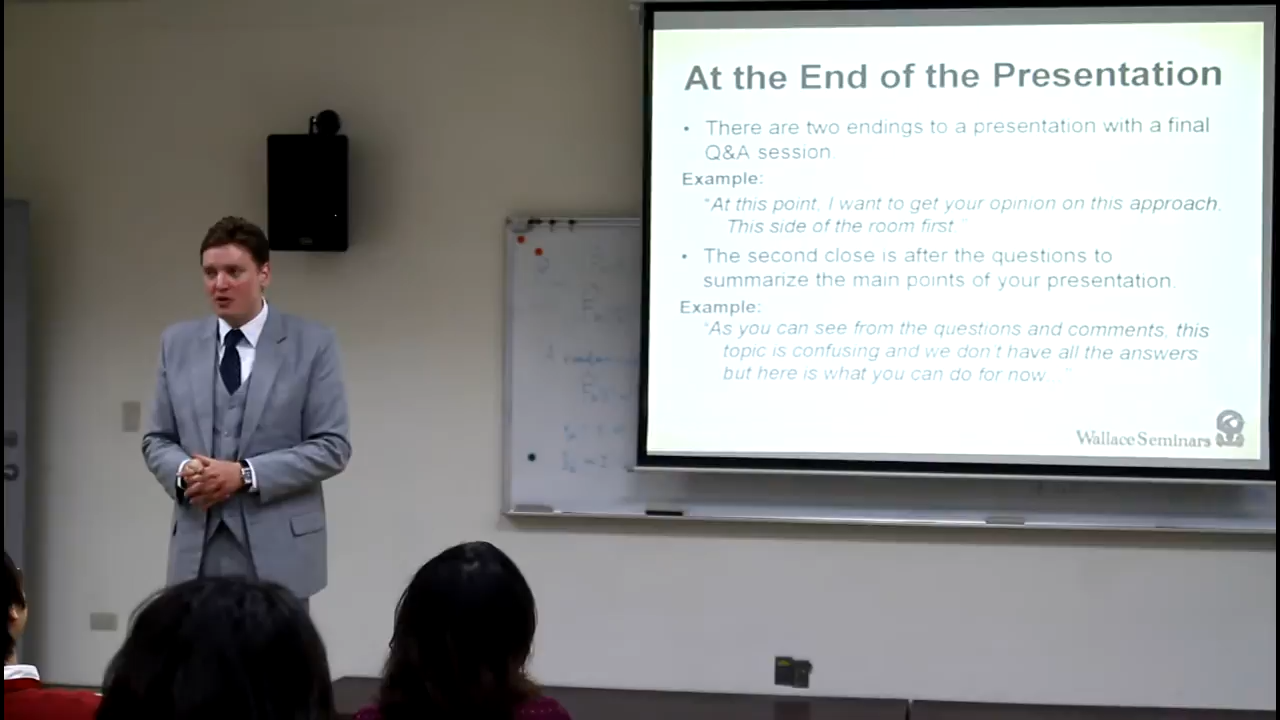 At the End of the Presentation
• There are two endings to a presentation with a final
Q&A session.
Example:
"At this point, I want to get your opinion on this approach.
This side of the room first."
• The second close is after the questions to
summarize the main points of your presentation.
Example:
"As you can see from the questions and comments, this
topic is confusing and we don't have all the answers
but here is what you can do for now..."
Wallace Seminars